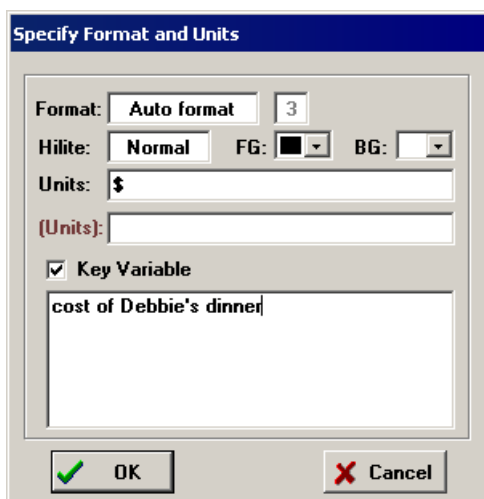 Specify Format and Units
Format: Auto format 3
Hilite: Normal FG: BG:
Units: $
(Units):
Key Variable
cost of Debbie's dinner
OK Cancel